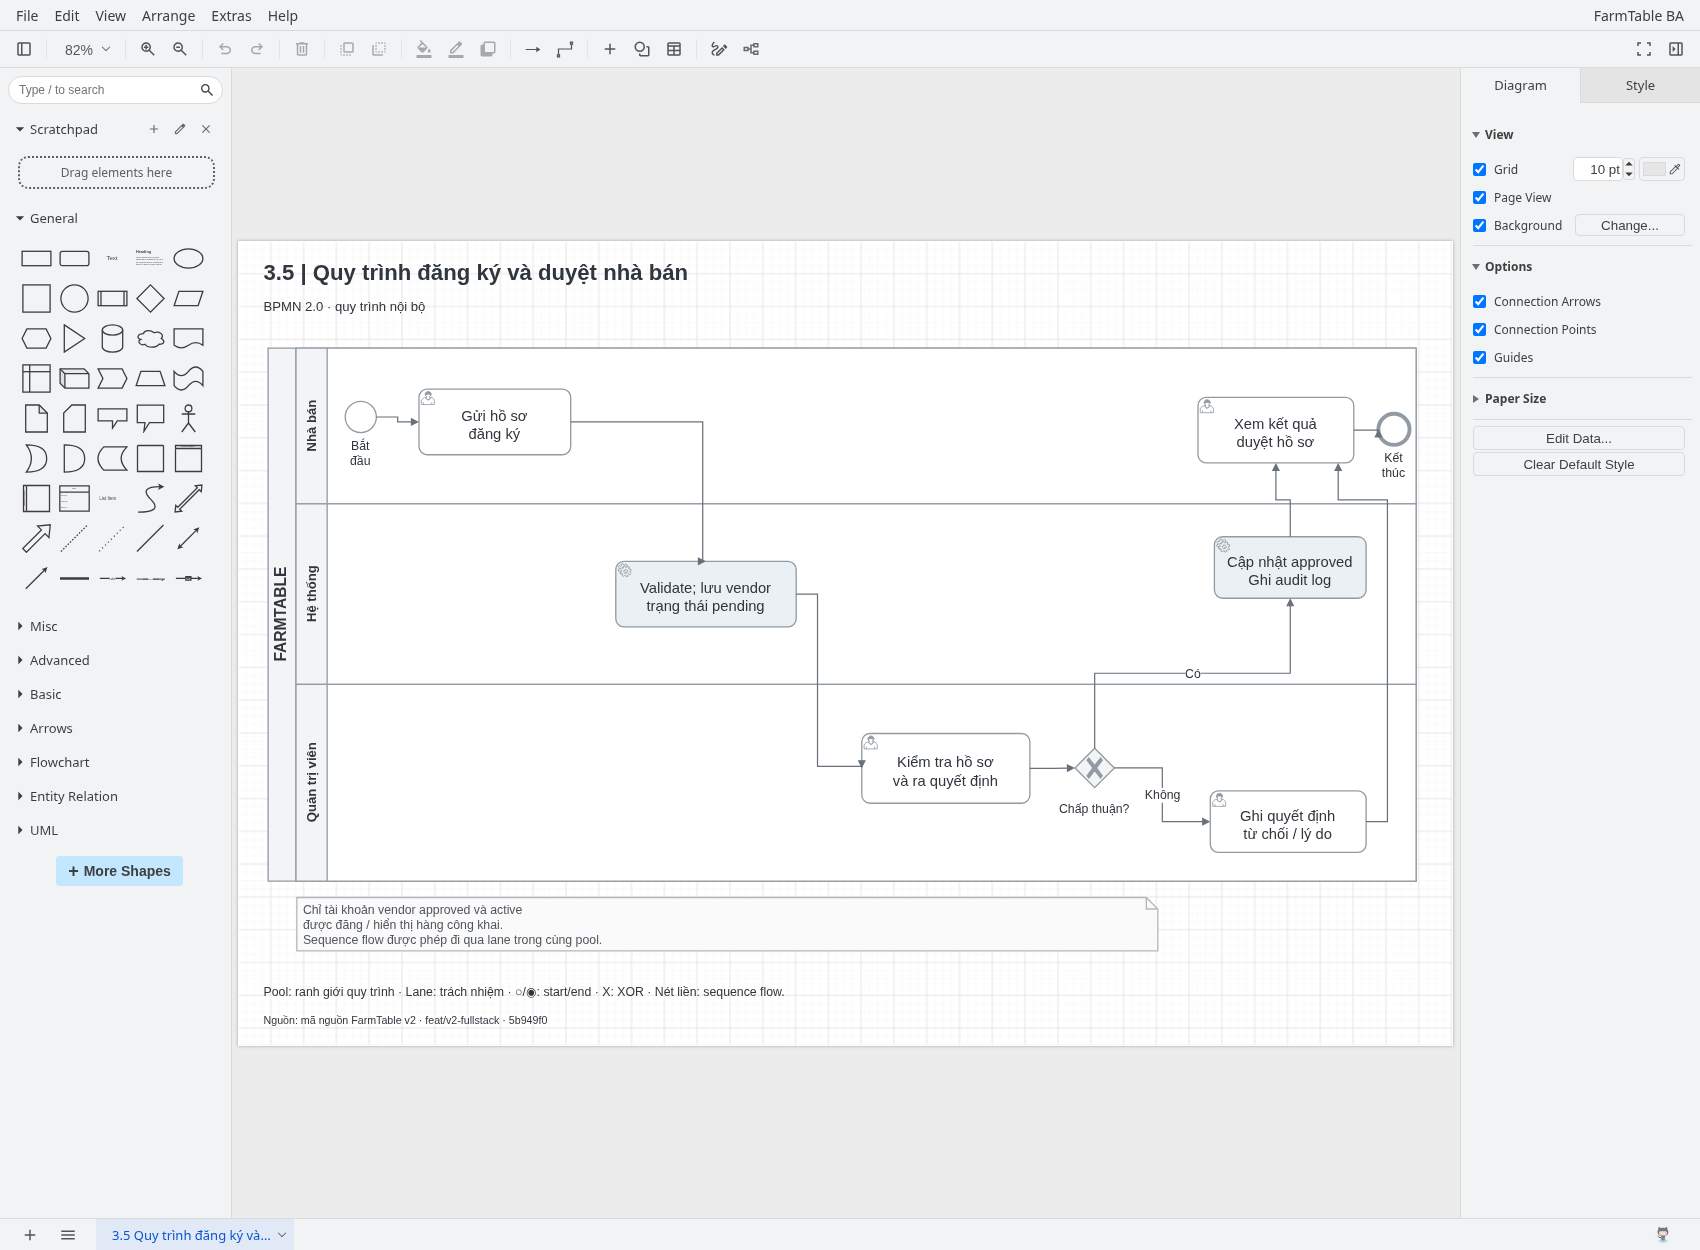 File Edit View Arrange Extras Help
FarmTable BA
82%
Type / to search
Scratchpad
Drag elements here
General
Text
Heading
List Item
Misc
Advanced
Basic
Arrows
Flowchart
Entity Relation
UML
+ More Shapes
3.5 | Quy trình đăng ký và duyệt nhà bán
BPMN 2.0 · quy trình nội bộ
FARMTABLE
Nhà bán
Bắt
đầu
Gửi hồ sơ
đăng ký
Xem kết quả
duyệt hồ sơ
Kết
thúc
Hệ thống
Validate; lưu vendor
trạng thái pending
Cập nhật approved
Ghi audit log
Có
Quản trị viên
Kiểm tra hồ sơ
và ra quyết định
Chấp thuận?
Không
Ghi quyết định
từ chối / lý do
Chỉ tài khoản vendor approved và active
được đăng / hiển thị hàng công khai.
Sequence flow được phép đi qua lane trong cùng pool.
Pool: ranh giới quy trình · Lane: trách nhiệm · ○/◉: start/end · X: XOR · Nét liền: sequence flow.
Nguồn: mã nguồn FarmTable v2 · feat/v2-fullstack · 5b949f0
Diagram
Style
View
Grid
10 pt
Page View
Background
Change...
Options
Connection Arrows
Connection Points
Guides
Paper Size
Edit Data...
Clear Default Style
3.5 Quy trình đăng ký và...